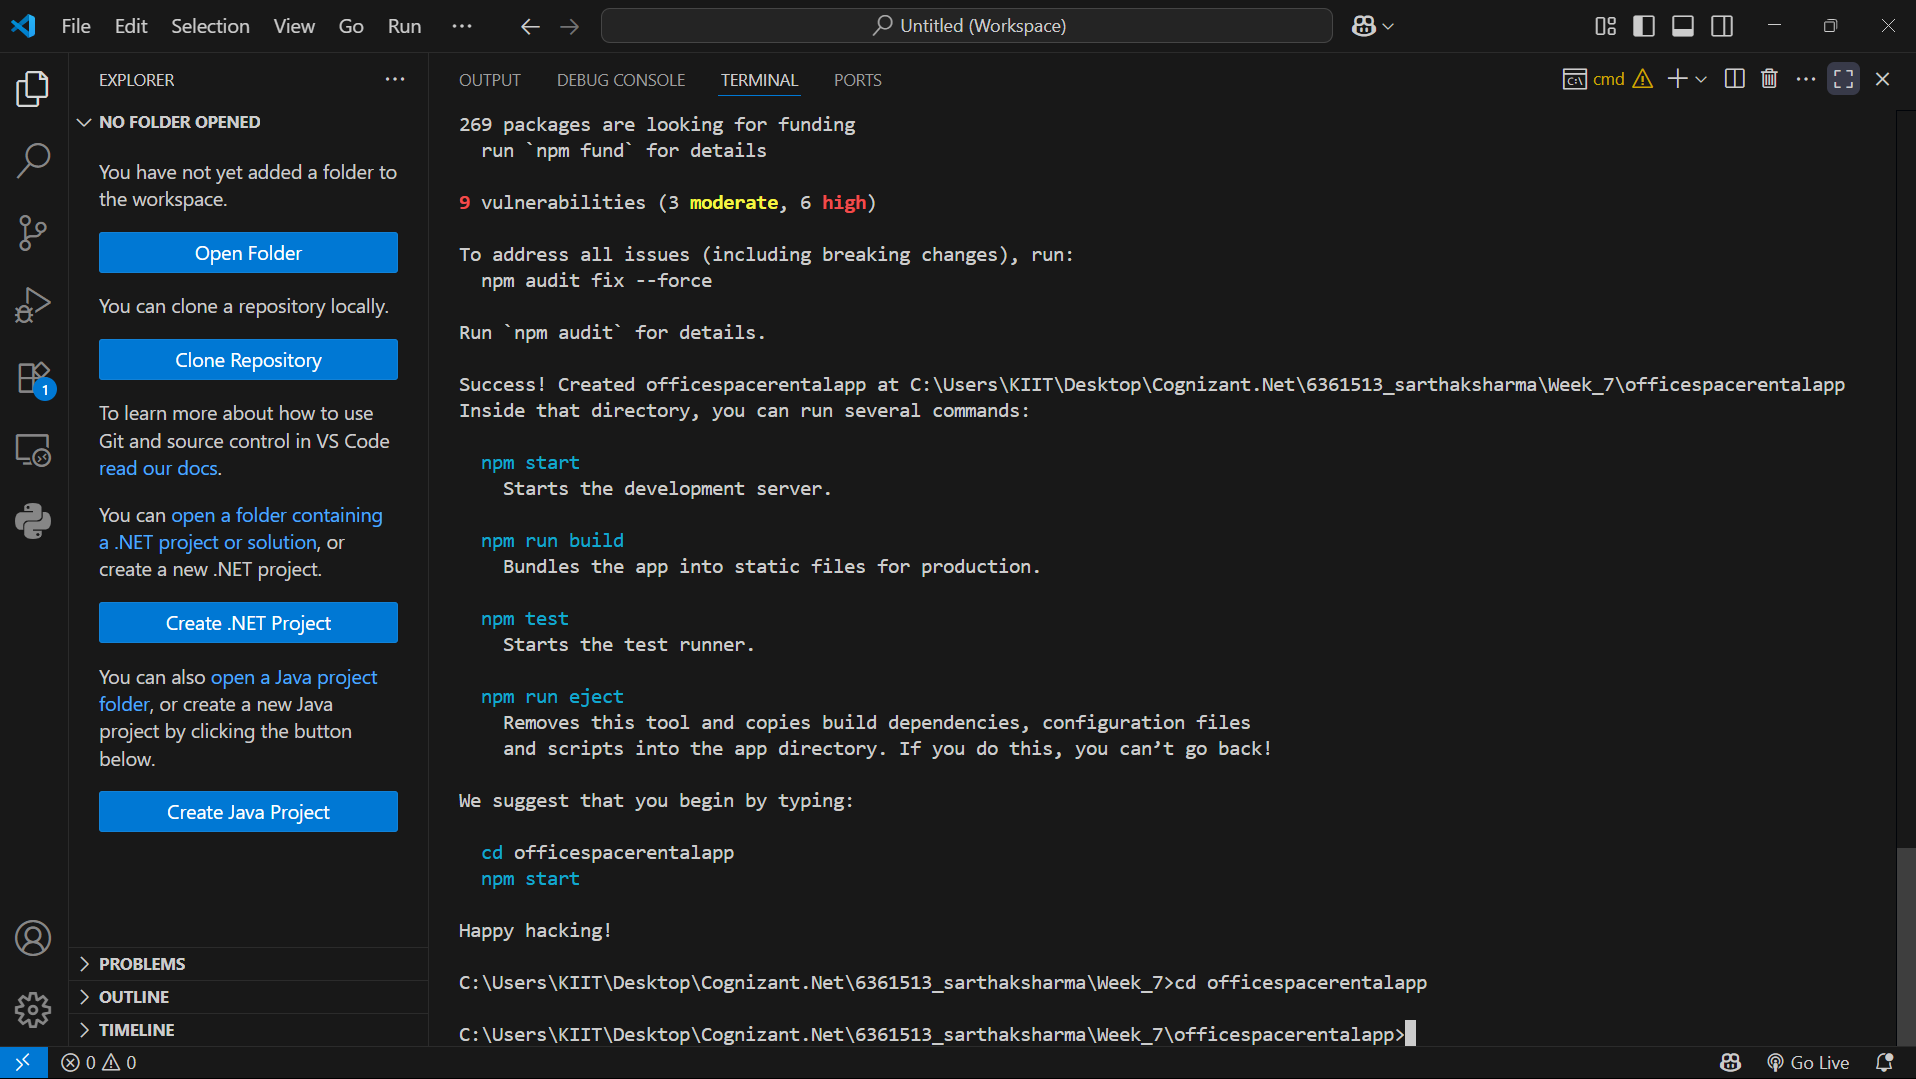 File Edit Selection View Go Run ···
Untitled (Workspace)
EXPLORER
NO FOLDER OPENED
You have not yet added a folder to
the workspace.
Open Folder
You can clone a repository locally.
Clone Repository
To learn more about how to use
Git and source control in VS Code
read our docs.
You can open a folder containing
a .NET project or solution, or
create a new .NET project.
Create .NET Project
You can also open a Java project
folder, or create a new Java
project by clicking the button
below.
Create Java Project
PROBLEMS
OUTLINE
TIMELINE
1
OUTPUT DEBUG CONSOLE TERMINAL PORTS
cmd
269 packages are looking for funding
run `npm fund` for details
9 vulnerabilities (3 moderate, 6 high)
To address all issues (including breaking changes), run:
npm audit fix --force
Run `npm audit` for details.
Success! Created officespacerentalapp at C:\Users\KIIT\Desktop\Cognizant.Net\6361513_sarthaksharma\Week_7\officespacerentalapp
Inside that directory, you can run several commands:
npm start
Starts the development server.
npm run build
Bundles the app into static files for production.
npm test
Starts the test runner.
npm run eject
Removes this tool and copies build dependencies, configuration files
and scripts into the app directory. If you do this, you can’t go back!
We suggest that you begin by typing:
cd officespacerentalapp
npm start
Happy hacking!
C:\Users\KIIT\Desktop\Cognizant.Net\6361513_sarthaksharma\Week_7>cd officespacerentalapp
C:\Users\KIIT\Desktop\Cognizant.Net\6361513_sarthaksharma\Week_7\officespacerentalapp>
0 0
Go Live